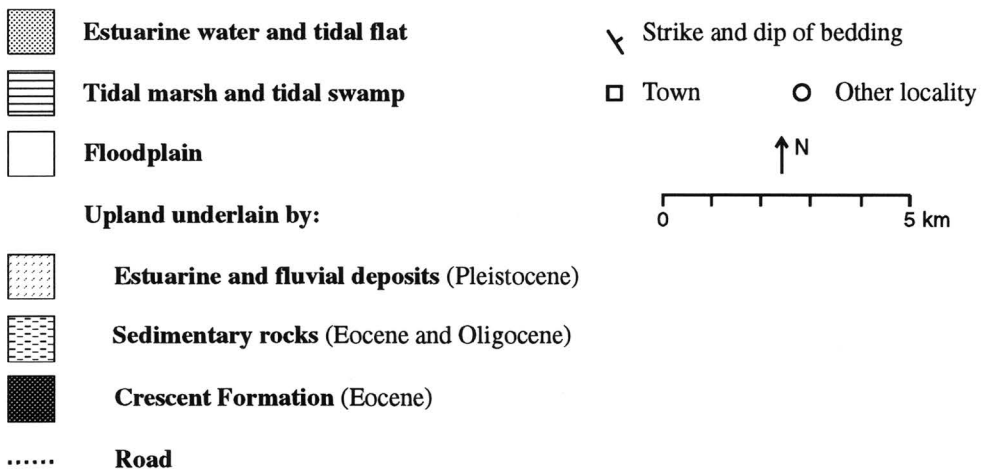 Estuarine water and tidal flat
Strike and dip of bedding
Tidal marsh and tidal swamp
Town
Other locality
Floodplain
N
Upland underlain by:
0
5 km
Estuarine and fluvial deposits (Pleistocene)
Sedimentary rocks (Eocene and Oligocene)
Crescent Formation (Eocene)
Road